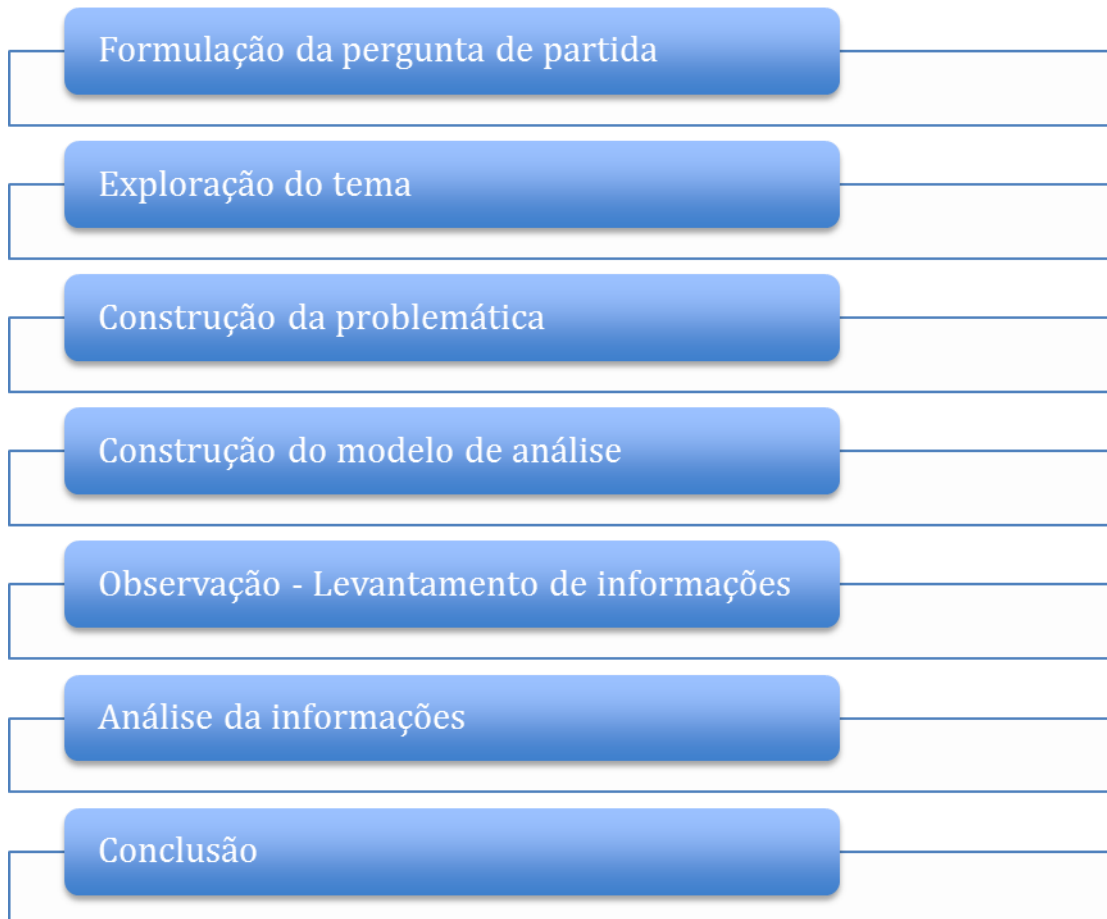 Formulação da pergunta de partida
Exploração do tema
Construção da problemática
Construção do modelo de análise
Observação - Levantamento de informações
Análise da informações
Conclusão